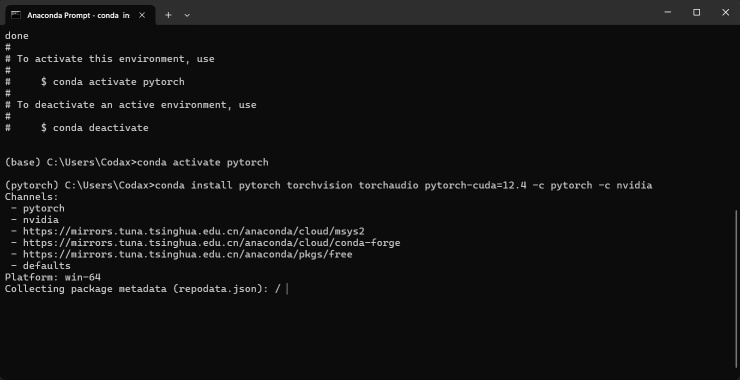 Anaconda Prompt - conda in
done
#
# To activate this environment, use
#
#     $ conda activate pytorch
#
# To deactivate an active environment, use
#
#     $ conda deactivate
(base) C:\Users\Codax>conda activate pytorch
(pytorch) C:\Users\Codax>conda install pytorch torchvision torchaudio pytorch-cuda=12.4 -c pytorch -c nvidia
Channels:
 - pytorch
 - nvidia
 - https://mirrors.tuna.tsinghua.edu.cn/anaconda/cloud/msys2
 - https://mirrors.tuna.tsinghua.edu.cn/anaconda/cloud/conda-forge
 - https://mirrors.tuna.tsinghua.edu.cn/anaconda/pkgs/free
 - defaults
Platform: win-64
Collecting package metadata (repodata.json): /